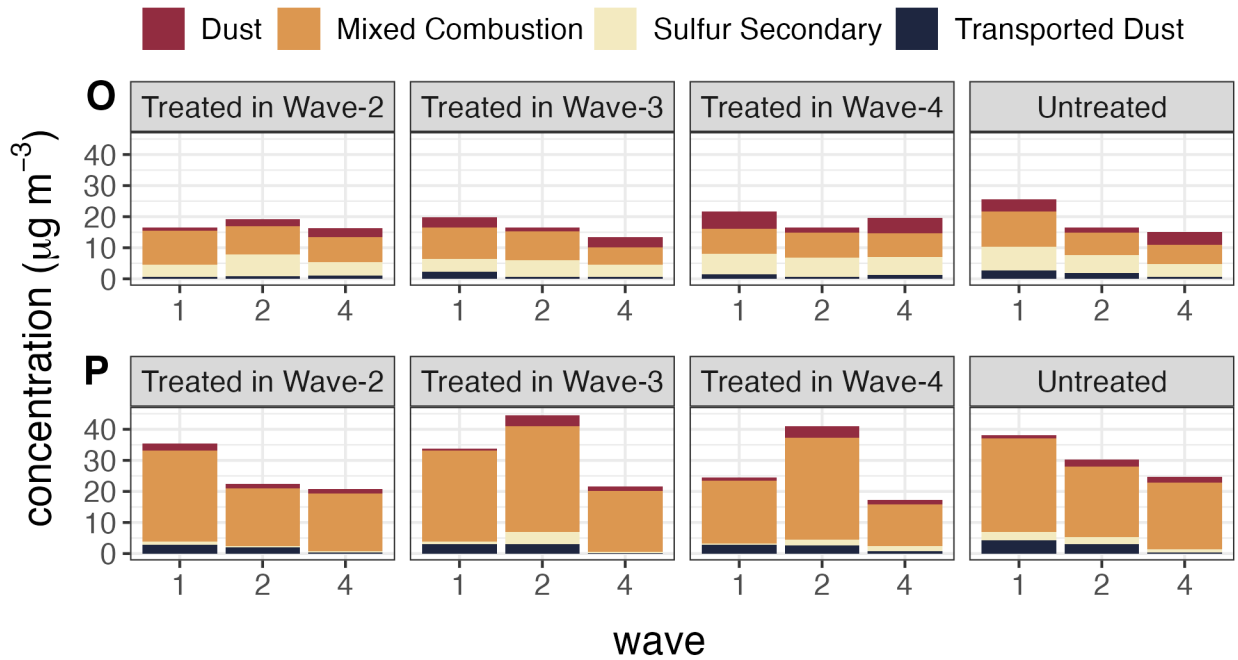 Dust Mixed Combustion Sulfur Secondary Transported Dust
O
Treated in Wave-2 Treated in Wave-3 Treated in Wave-4 Untreated
40
30
20
10
0
1 2 4 1 2 4 1 2 4 1 2 4
P
Treated in Wave-2 Treated in Wave-3 Treated in Wave-4 Untreated
40
30
20
10
0
1 2 4 1 2 4 1 2 4 1 2 4
concentration (μg m⁻³)
wave